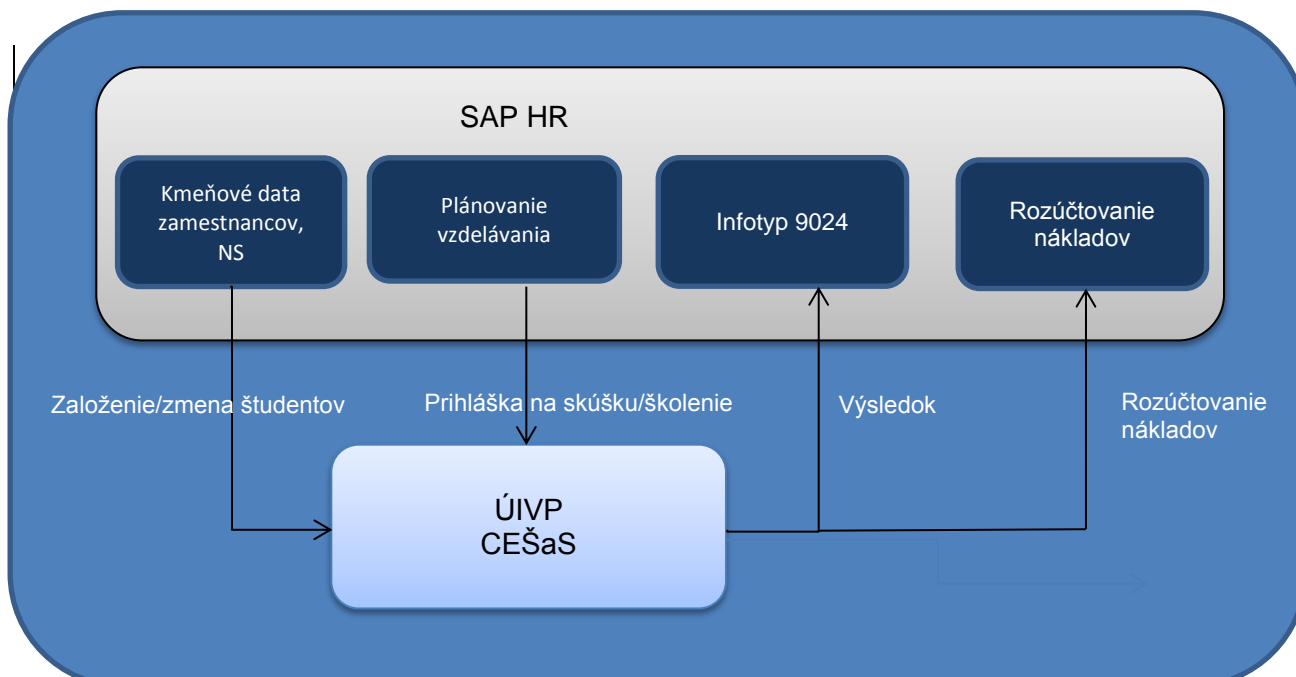 SAP HR
Kmeňové data
zamestnancov,
NS
Plánovanie
vzdelávania
Infotyp 9024
Rozúčtovanie
nákladov
Založenie/zmena študentov
Prihláška na skúšku/školenie
Výsledok
Rozúčtovanie
nákladov
ÚIVP
CEŠaS